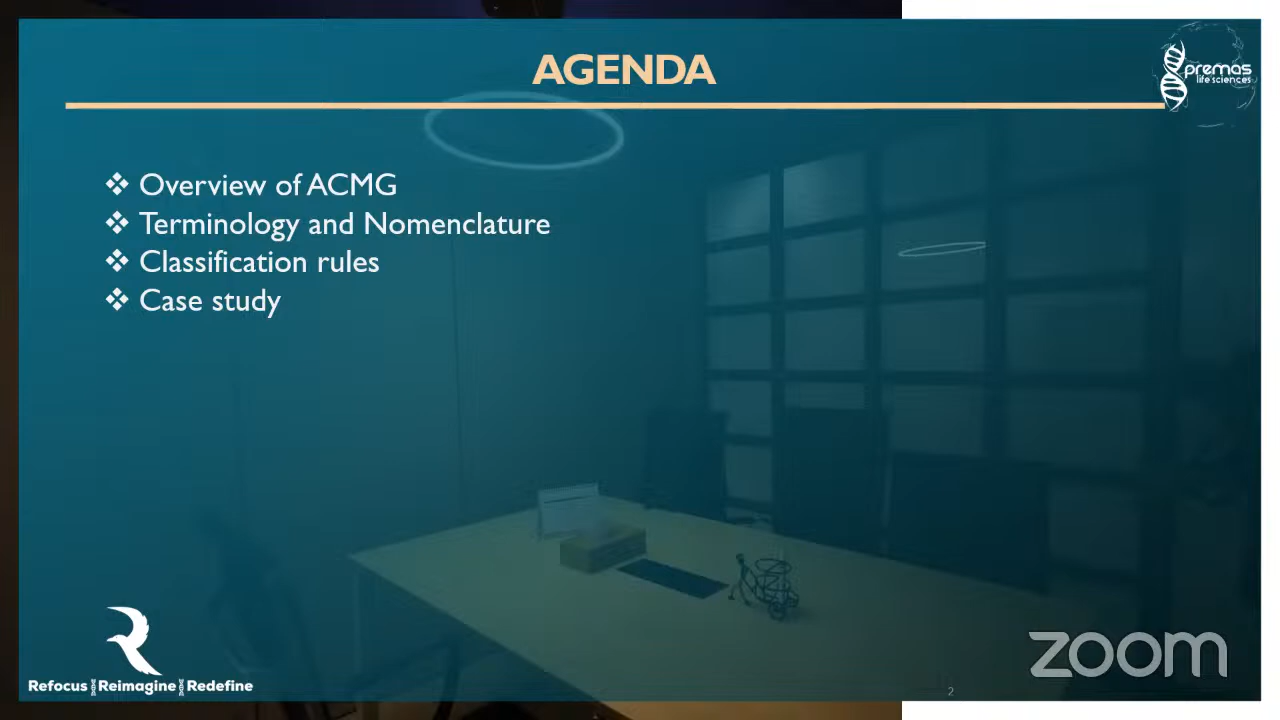 AGENDA
premas
life sciences
❖ Overview of ACMG
❖ Terminology and Nomenclature
❖ Classification rules
❖ Case study
Refocus Reimagine Redefine
zoom
2